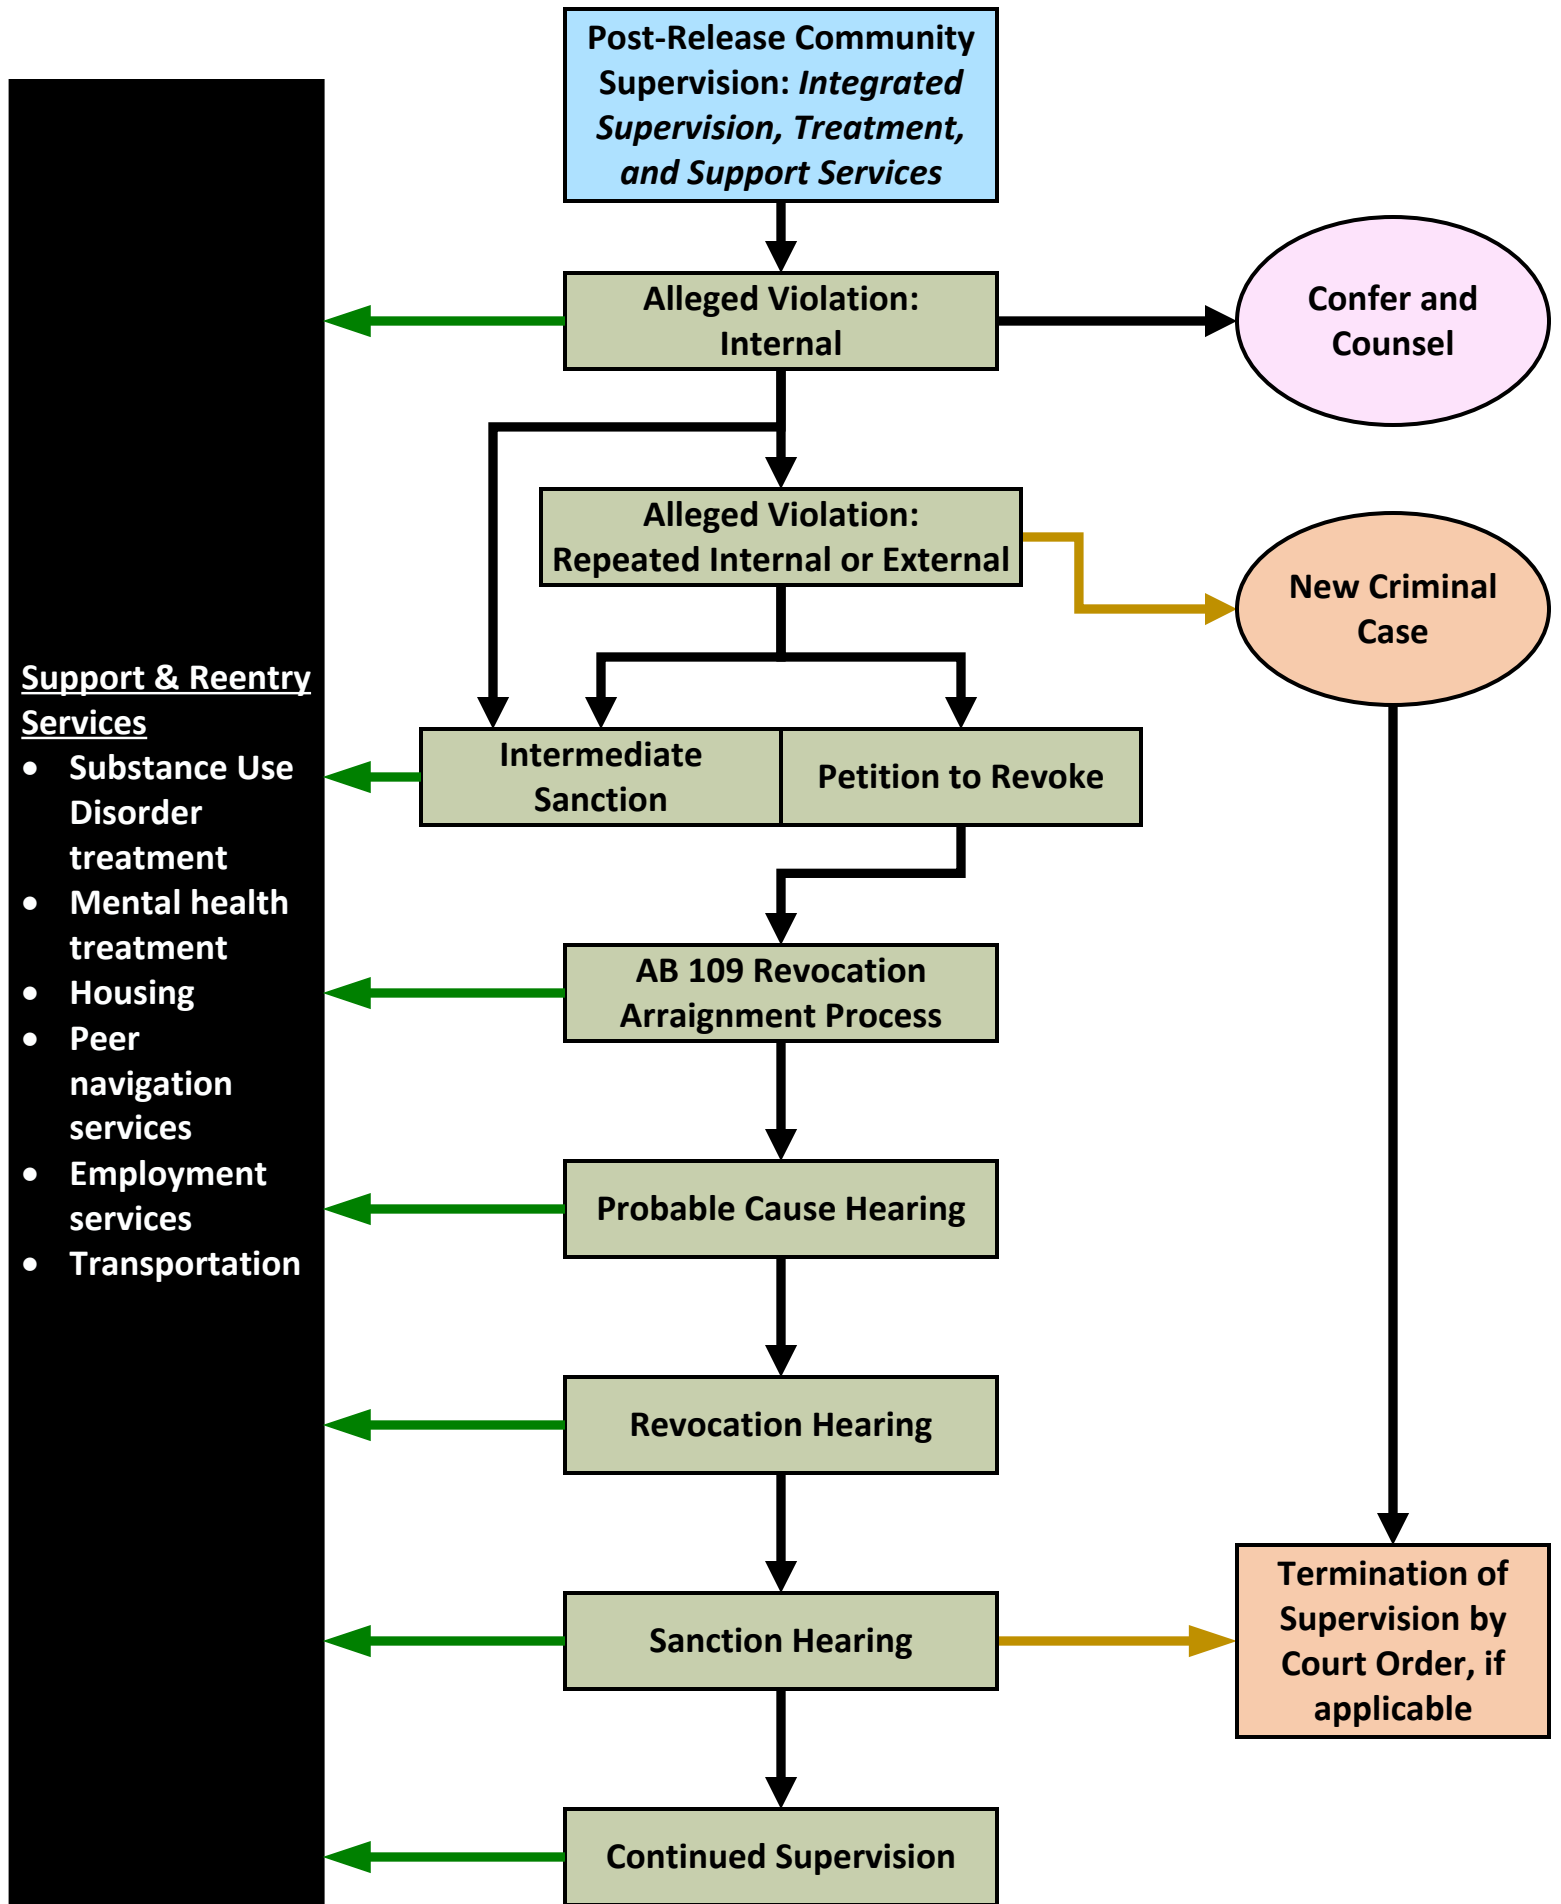 Post-Release Community
Supervision: Integrated
Supervision, Treatment,
and Support Services
Alleged Violation:
Internal
Confer and
Counsel
Alleged Violation:
Repeated Internal or External
New Criminal
Case
Support & Reentry
Services
• Substance Use
Disorder
treatment
• Mental health
treatment
• Housing
• Peer
navigation
services
• Employment
services
• Transportation
Intermediate
Sanction
Petition to Revoke
AB 109 Revocation
Arraignment Process
Probable Cause Hearing
Revocation Hearing
Sanction Hearing
Termination of
Supervision by
Court Order, if
applicable
Continued Supervision